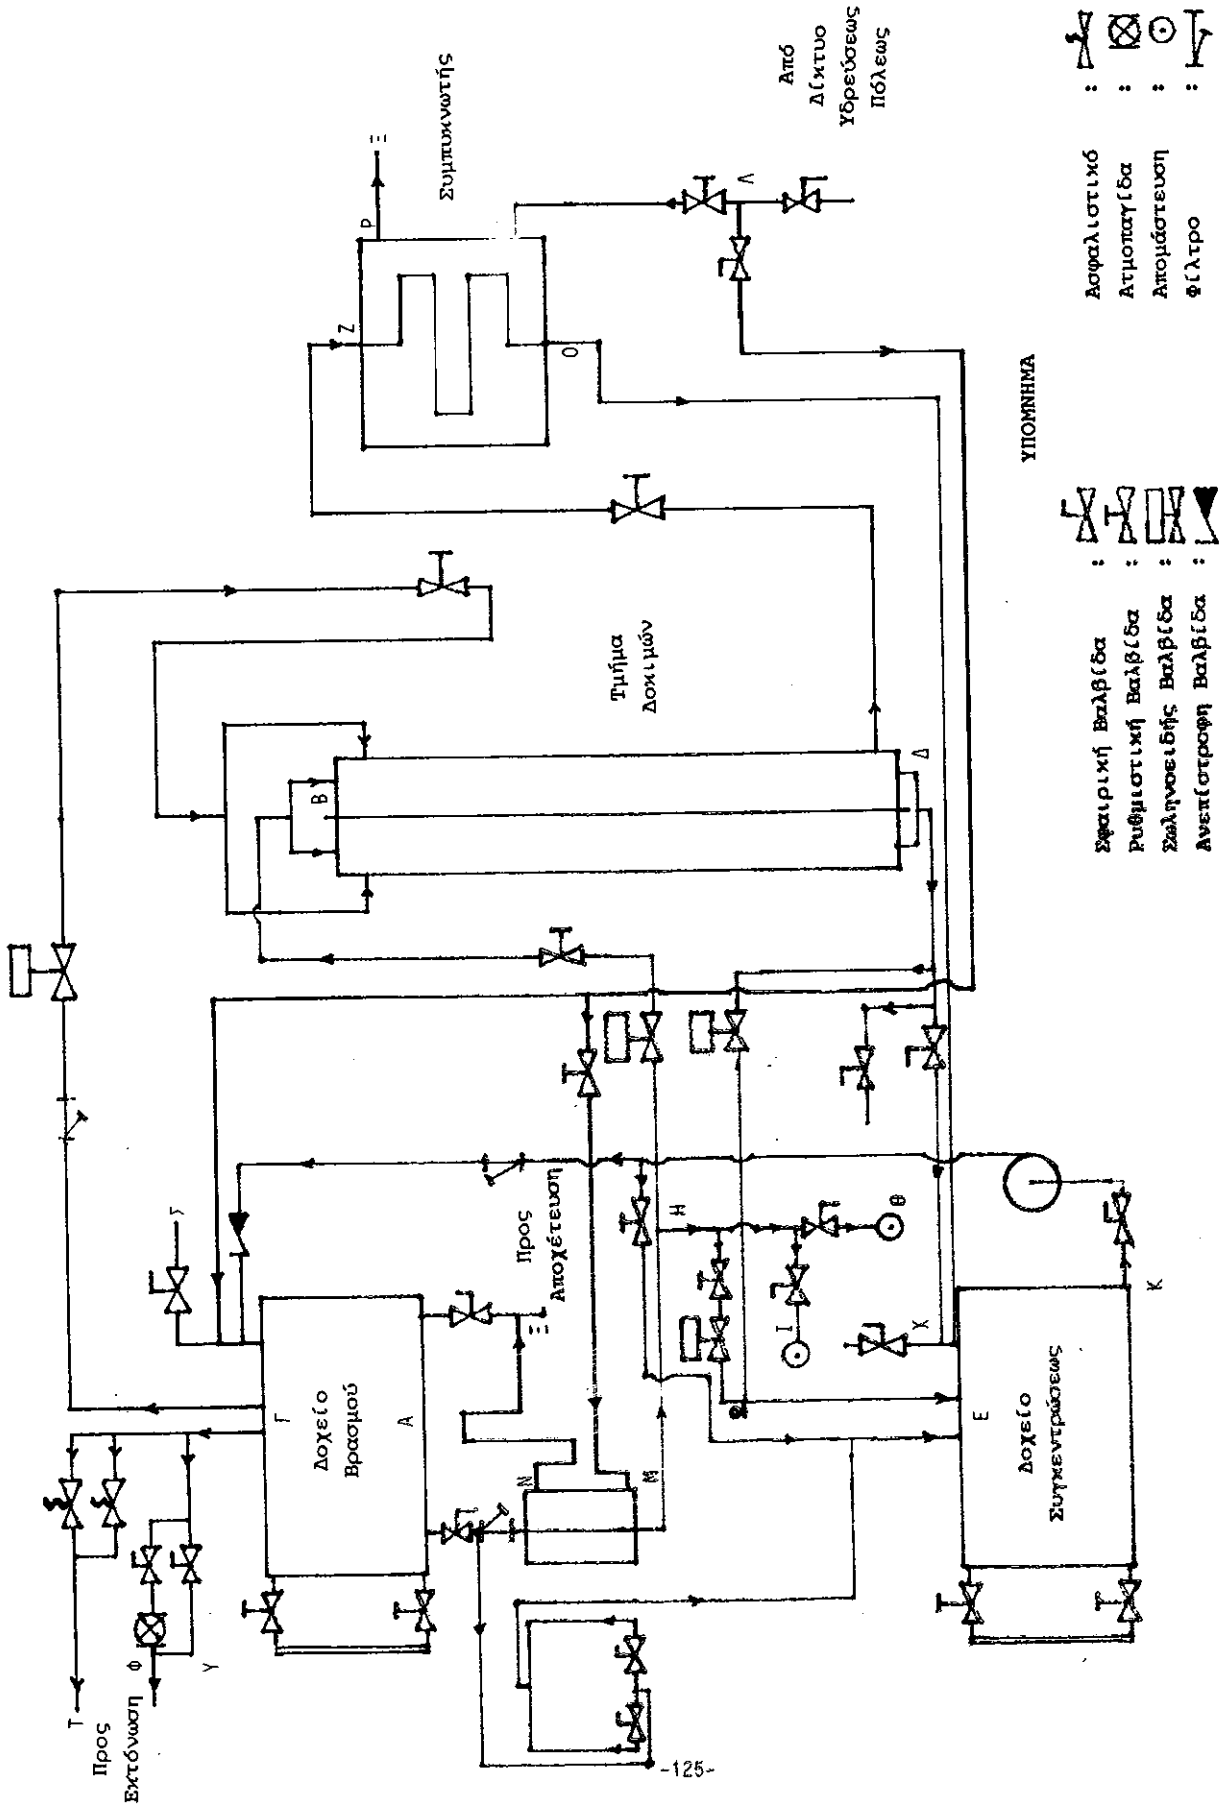 Προς
Εκτόνωση
Τ
Φ
Υ
Σ
Γ
Δοχείο
Βρασμού
Α
Ξ
Προς
Αποχέτευση
Ν
Μ
Η
Θ
Ι
Χ
Ε
Δοχείο
Συγκεντρώσεως
Κ
Β
Δ
Τμήμα
Δοκιμών
Ζ
Ο
Ρ
Ξ
Συμπυκνωτής
Λ
Από
Δίκτυο
Υδρεύσεως
Πόλεως
ΥΠΟΜΝΗΜΑ
Σφαιρική Βαλβίδα :
Ρυθμιστική Βαλβίδα :
Σωληνοειδής Βαλβίδα :
Ανεπίστροφη Βαλβίδα :
Ασφαλιστικό :
Ατμοπαγίδα :
Απομάστευση :
Φίλτρο :
-125-